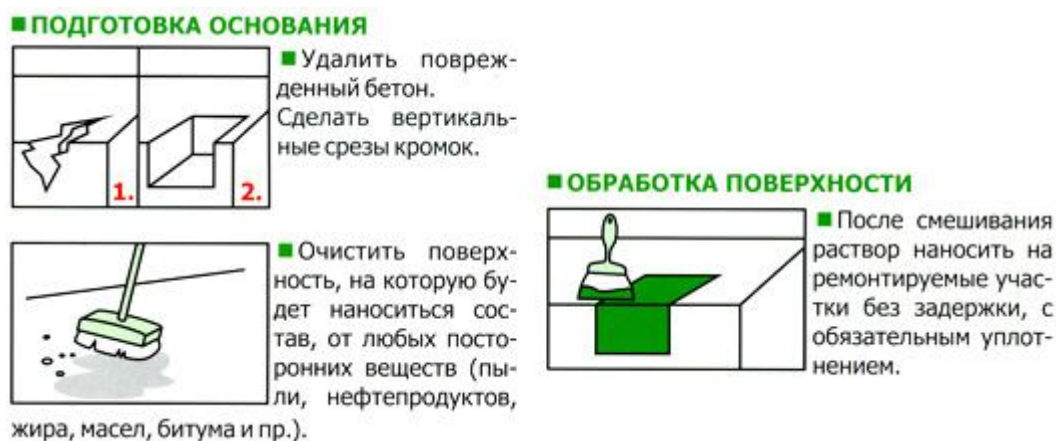 ПОДГОТОВКА ОСНОВАНИЯ
Удалить повреж-
денный бетон.
Сделать вертикаль-
ные срезы кромок.
1.
2.
Очистить поверх-
ность, на которую бу-
дет наноситься сос-
тав, от любых посто-
ронних веществ (пы-
ли, нефтепродуктов,
жира, масел, битума и пр.).
ОБРАБОТКА ПОВЕРХНОСТИ
После смешивания
раствор наносить на
ремонтируемые учас-
тки без задержки, с
обязательным уплот-
нением.